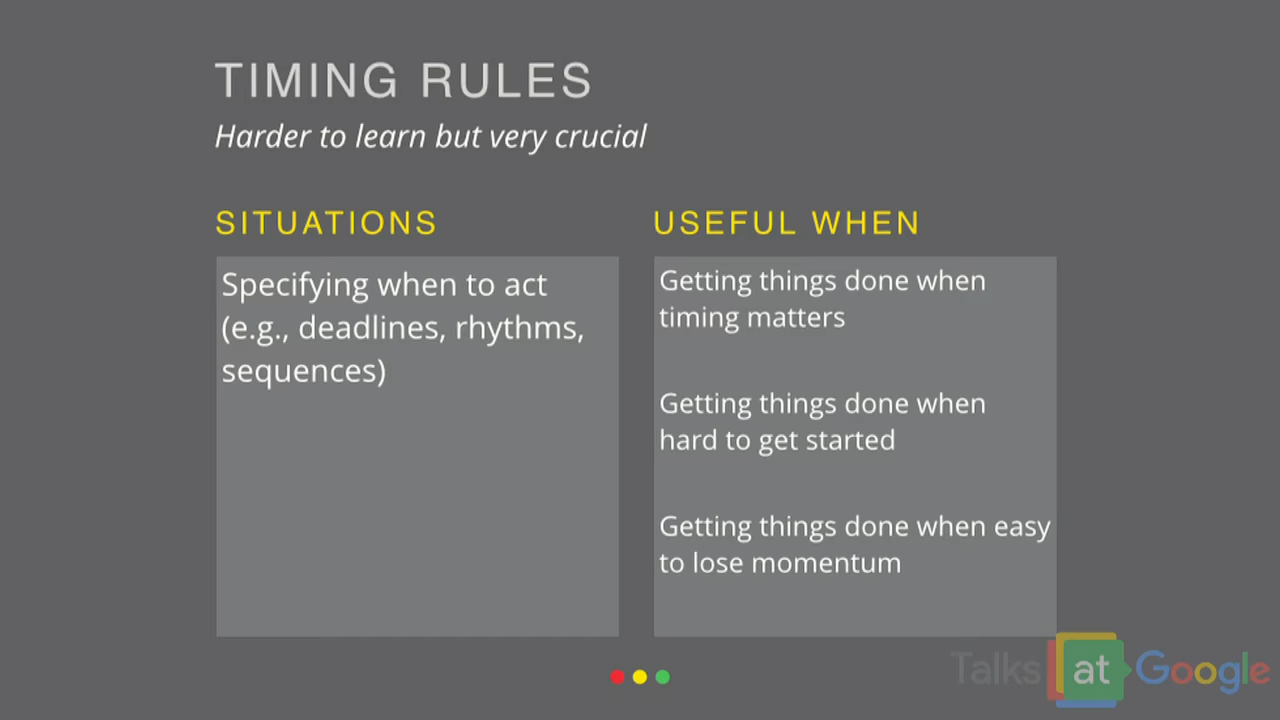 TIMING RULES
Harder to learn but very crucial
SITUATIONS
Specifying when to act
(e.g., deadlines, rhythms,
sequences)
USEFUL WHEN
Getting things done when
timing matters
Getting things done when
hard to get started
Getting things done when easy
to lose momentum
Talks at Google